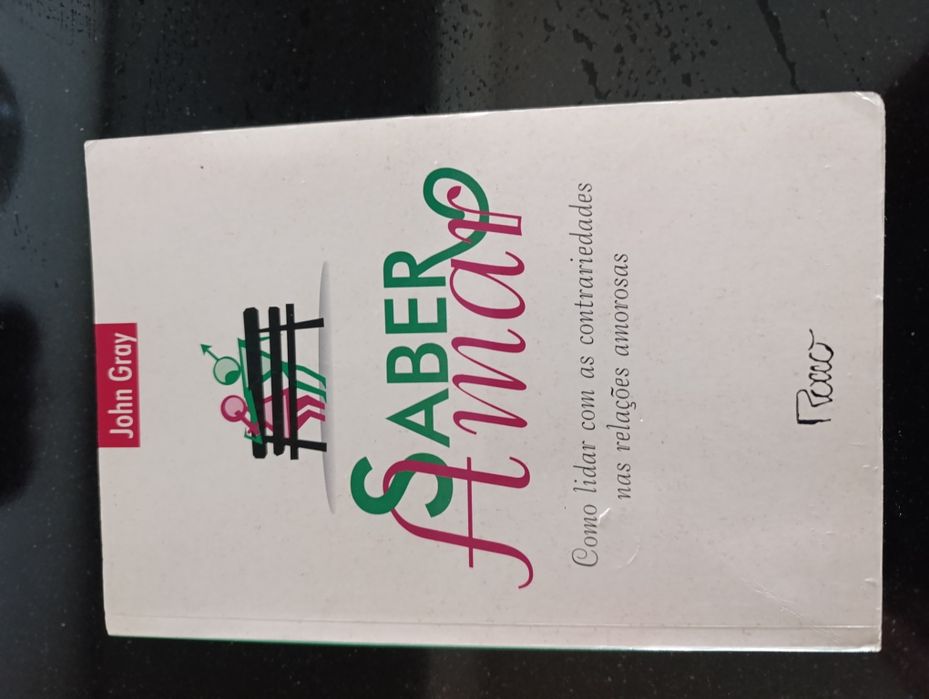 John Gray
SABER
Amar
Como lidar com as contrariedades
nas relações amorosas
Rocco